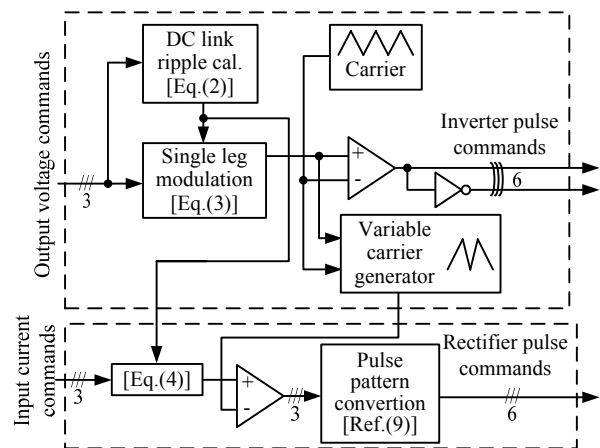 DC link
ripple cal.
[Eq.(2)]
Carrier
Output voltage commands
3
Single leg
modulation
[Eq.(3)]
+
-
Inverter pulse
commands
6
Variable
carrier
generator
Input current
commands
3
[Eq.(4)]
+
-
3
Pulse
pattern
convertion
[Ref.(9)]
Rectifier pulse
commands
6